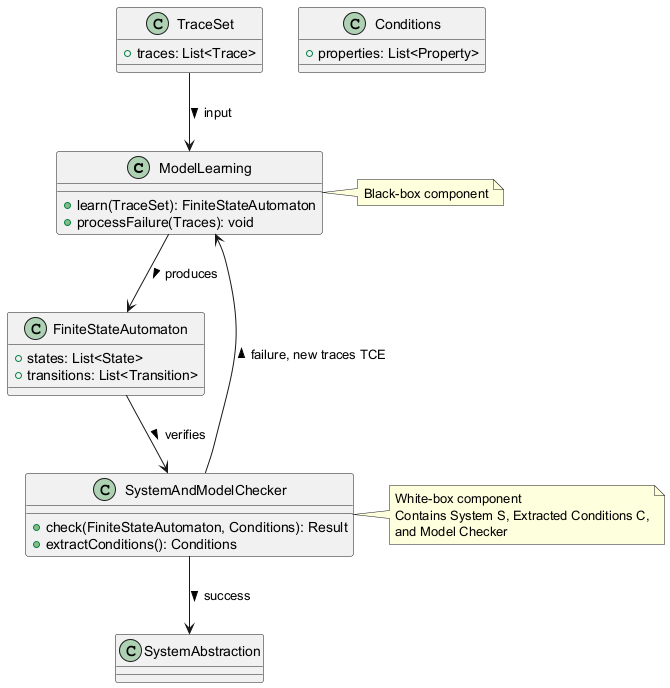 C TraceSet
traces: List<Trace>
C Conditions
properties: List<Property>
input
C ModelLearning
learn(TraceSet): FiniteStateAutomaton
processFailure(Traces): void
Black-box component
produces
failure, new traces TCE
C FiniteStateAutomaton
states: List<State>
transitions: List<Transition>
verifies
C SystemAndModelChecker
check(FiniteStateAutomaton, Conditions): Result
extractConditions(): Conditions
White-box component
Contains System S, Extracted Conditions C,
and Model Checker
success
C SystemAbstraction